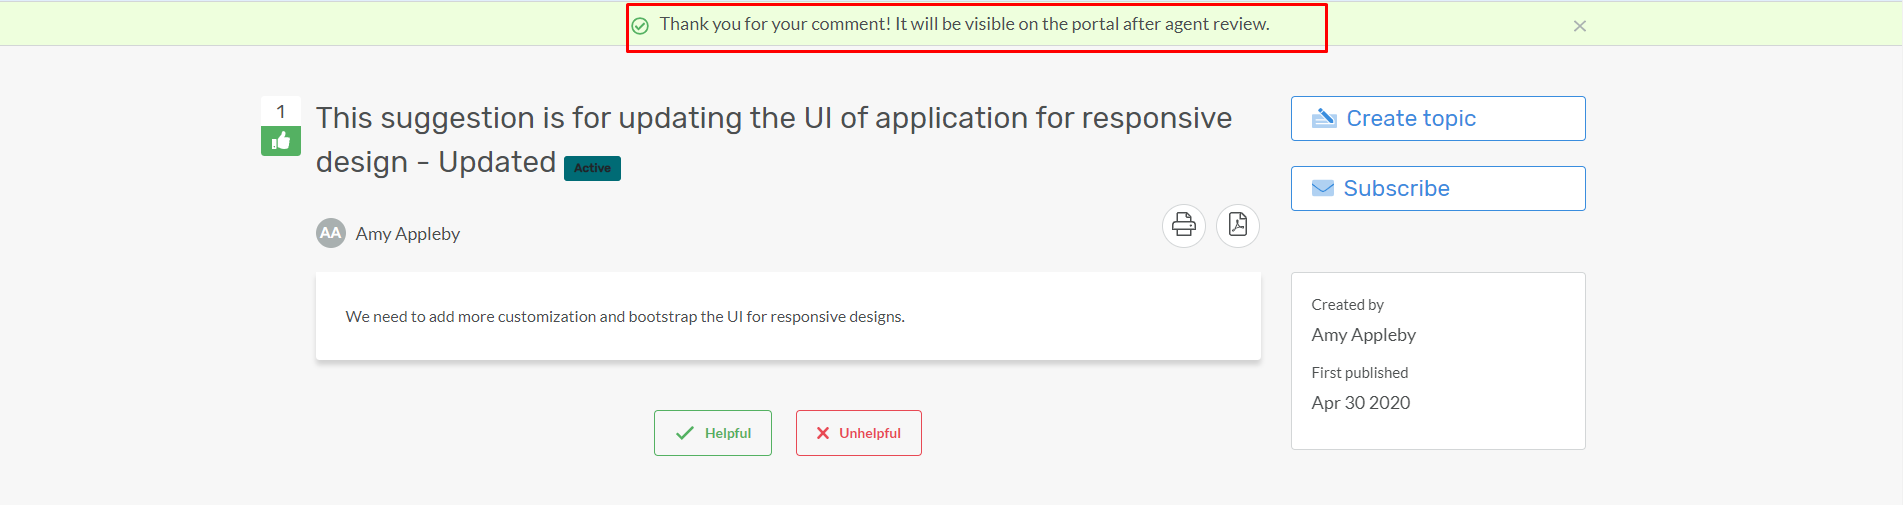 Thank you for your comment! It will be visible on the portal after agent review.
1
This suggestion is for updating the UI of application for responsive
design - Updated Active
Create topic
Subscribe
AA Amy Appleby
We need to add more customization and bootstrap the UI for responsive designs.
Created by
Amy Appleby
First published
Apr 30 2020
Helpful
Unhelpful